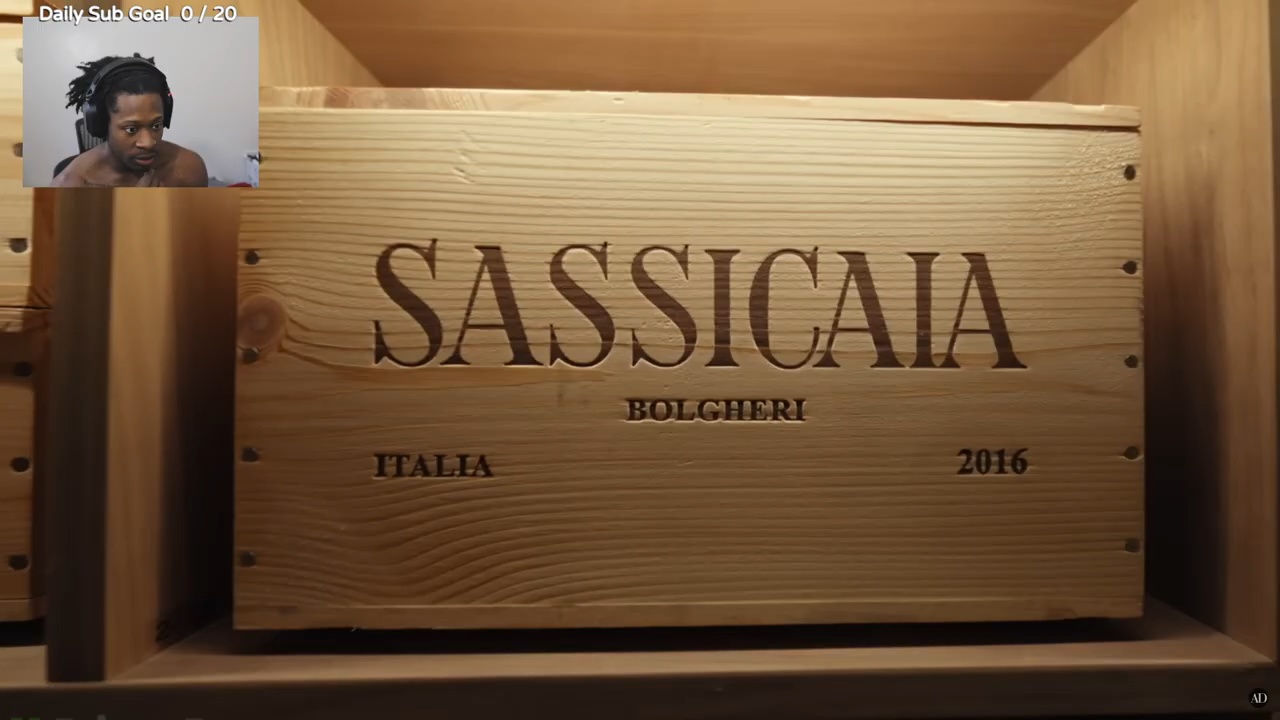 Daily Sub Goal 0 / 20
SASSICAIA
BOLGHERI
ITALIA 2016
AD